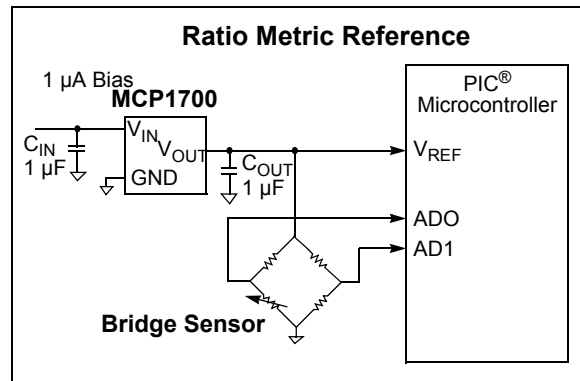 Ratio Metric Reference
1 µA Bias
MCP1700
PIC®
Microcontroller
VIN
VOUT
GND
CIN
1 µF
COUT
1 µF
VREF
ADO
AD1
Bridge Sensor